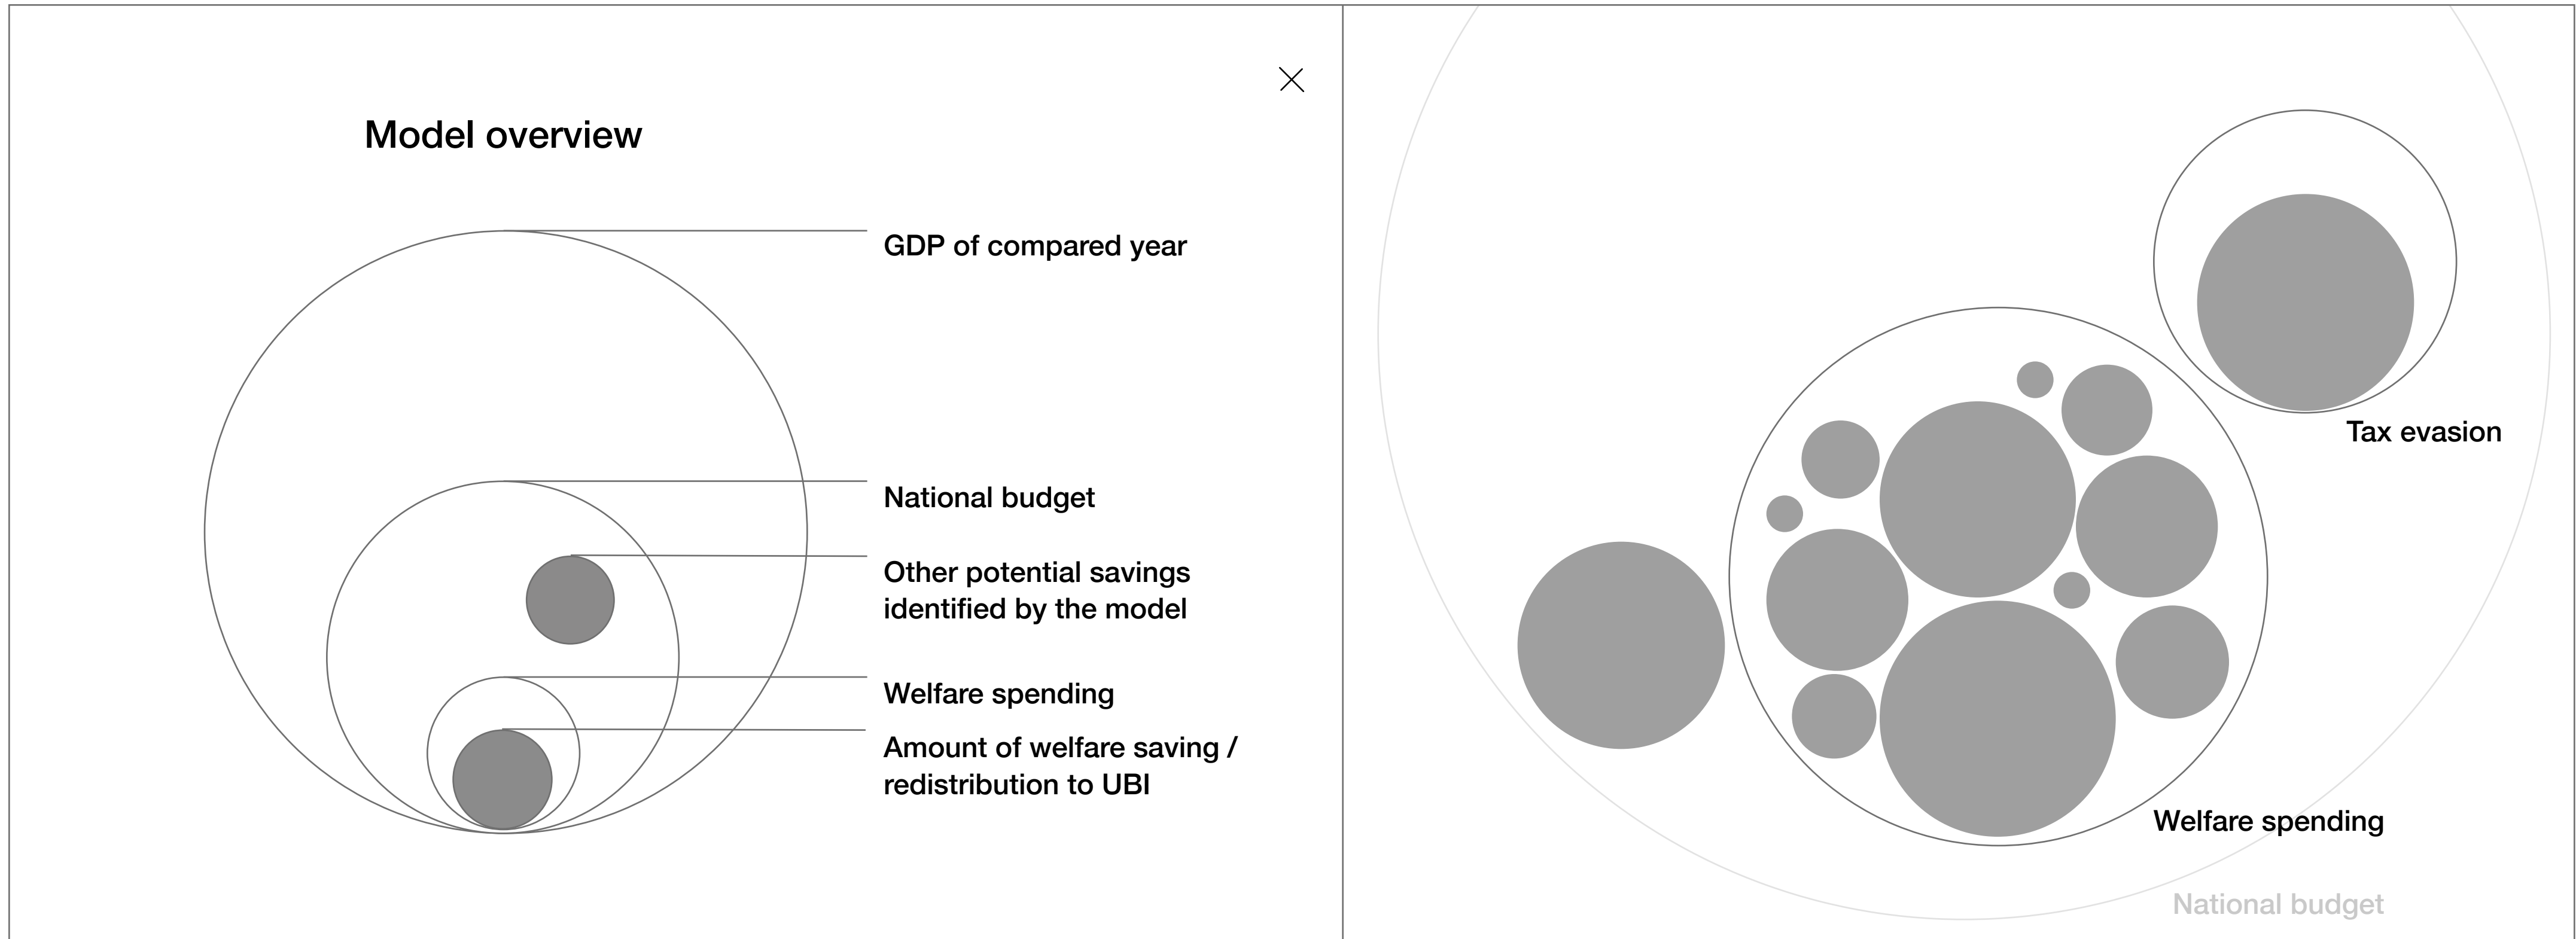 Model overview
GDP of compared year
National budget
Other potential savings
identified by the model
Welfare spending
Amount of welfare saving /
redistribution to UBI
Tax evasion
Welfare spending
National budget